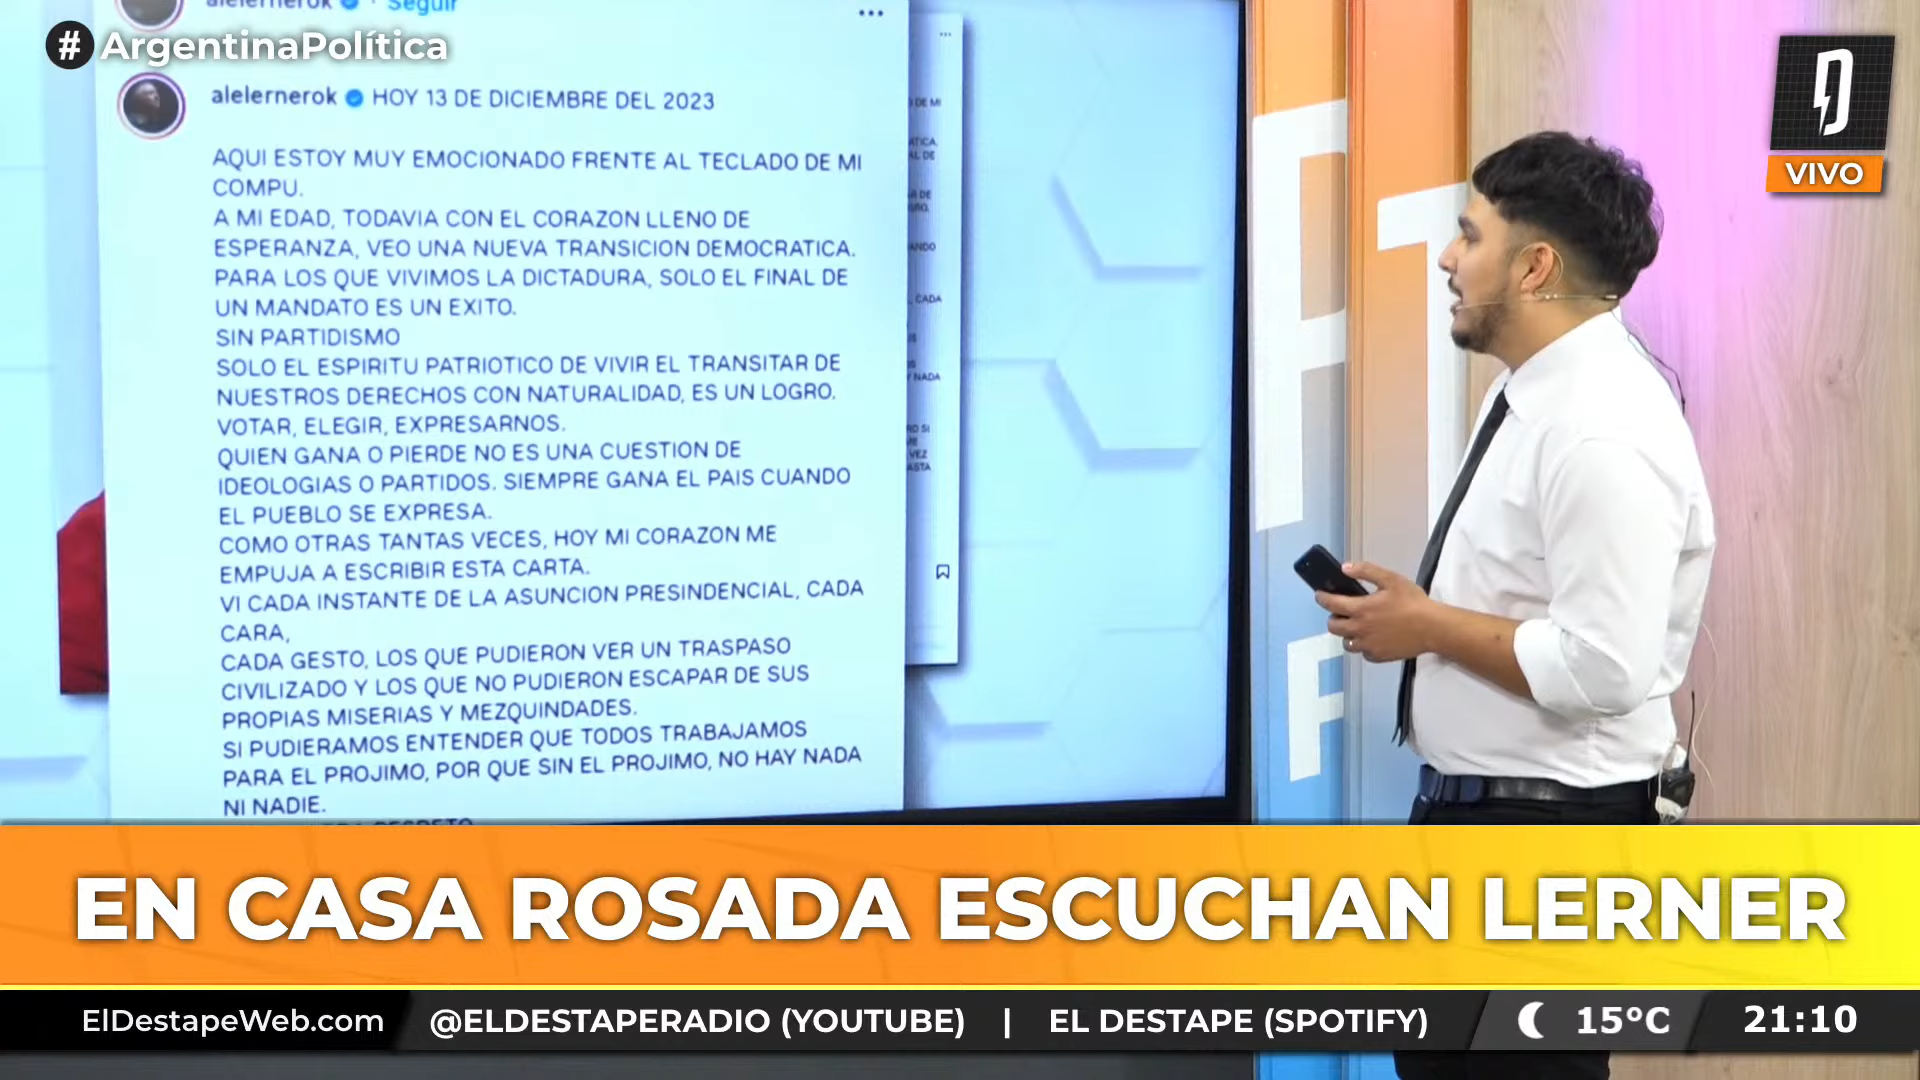 alelernerok · Seguir
#ArgentinaPolítica
alelernerok HOY 13 DE DICIEMBRE DEL 2023
AQUI ESTOY MUY EMOCIONADO FRENTE AL TECLADO DE MI
COMPU.
A MI EDAD, TODAVIA CON EL CORAZON LLENO DE
ESPERANZA, VEO UNA NUEVA TRANSICION DEMOCRATICA.
PARA LOS QUE VIVIMOS LA DICTADURA, SOLO EL FINAL DE
UN MANDATO ES UN EXITO.
SIN PARTIDISMO
SOLO EL ESPIRITU PATRIOTICO DE VIVIR EL TRANSITAR DE
NUESTROS DERECHOS CON NATURALIDAD, ES UN LOGRO.
VOTAR, ELEGIR, EXPRESARNOS.
QUIEN GANA O PIERDE NO ES UNA CUESTION DE
IDEOLOGIAS O PARTIDOS. SIEMPRE GANA EL PAIS CUANDO
EL PUEBLO SE EXPRESA.
COMO OTRAS TANTAS VECES, HOY MI CORAZON ME
EMPUJA A ESCRIBIR ESTA CARTA.
VI CADA INSTANTE DE LA ASUNCION PRESINDENCIAL, CADA
CARA,
CADA GESTO, LOS QUE PUDIERON VER UN TRASPASO
CIVILIZADO Y LOS QUE NO PUDIERON ESCAPAR DE SUS
PROPIAS MISERIAS Y MEZQUINDADES.
SI PUDIERAMOS ENTENDER QUE TODOS TRABAJAMOS
PARA EL PROJIMO, POR QUE SIN EL PROJIMO, NO HAY NADA
NI NADIE.
DE MI
CADA
NADA
VEZ
VIVO
EN CASA ROSADA ESCUCHAN LERNER
ElDestapeWeb.com @ELDESTAPERADIO (YOUTUBE) | EL DESTAPE (SPOTIFY) 15°C 21:10